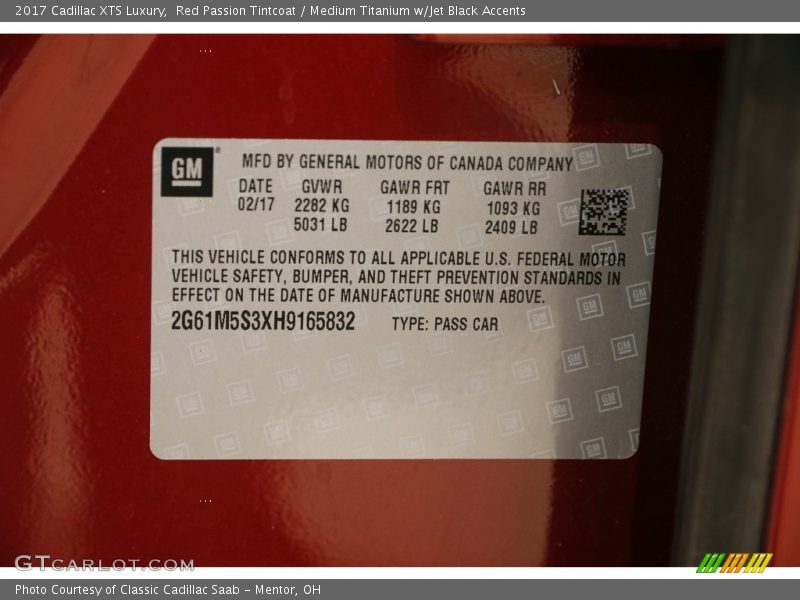 2017 Cadillac XTS Luxury,  Red Passion Tintcoat / Medium Titanium w/Jet Black Accents
GM MFD BY GENERAL MOTORS OF CANADA COMPANY
DATE GVWR GAWR FRT GAWR RR
02/17 2282 KG 1189 KG 1093 KG
5031 LB 2622 LB 2409 LB
THIS VEHICLE CONFORMS TO ALL APPLICABLE U.S. FEDERAL MOTOR
VEHICLE SAFETY, BUMPER, AND THEFT PREVENTION STANDARDS IN
EFFECT ON THE DATE OF MANUFACTURE SHOWN ABOVE.
2G61M5S3XH9165832 TYPE: PASS CAR
GTCARLOT.COM
Photo Courtesy of Classic Cadillac Saab - Mentor, OH